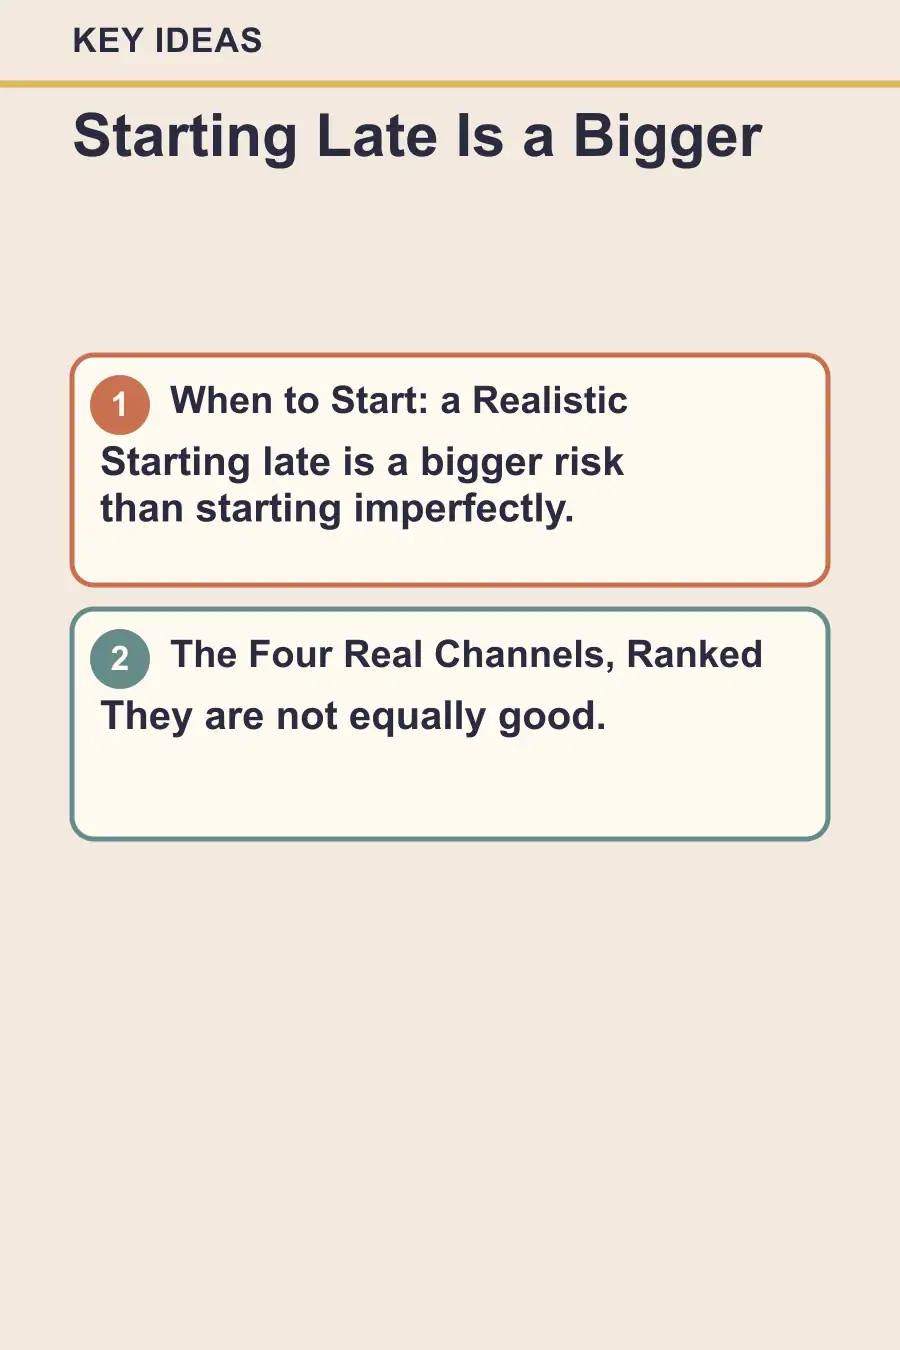 KEY IDEAS
Starting Late Is a Bigger
1
When to Start: a Realistic
Starting late is a bigger risk
than starting imperfectly.
2
The Four Real Channels, Ranked
They are not equally good.